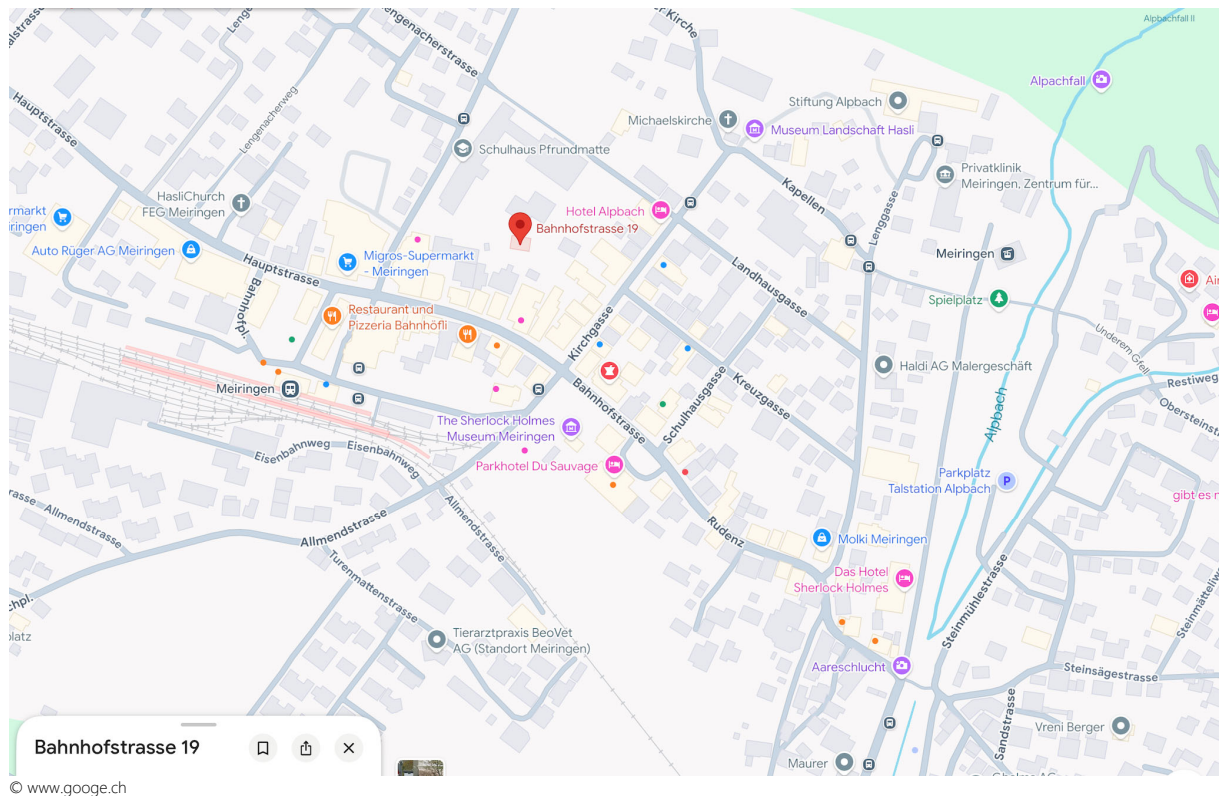 Alpbachfall II
Lengenacherstrasse
Alpachfall
Stiftung Alpbach
Michaelskirche
Museum Landschaft Hasli
Hauptstrasse
Lengenacherweg
Schulhaus Pfrundmatte
Privatklinik
Meiringen, Zentrum für...
Kapellen
Lenggasse
HasliChurch
FEG Meiringen
Hotel Alpbach
Bahnhofstrasse 19
Auto Rüger AG Meiringen
Hauptstrasse
Migros-Supermarkt
- Meiringen
Meiringen
Landhausgasse
Bahnhofpl.
Spielplatz
Restaurant und
Pizzeria Bahnhöfli
Kirchgasse
Underem Gfell
Haldi AG Malergeschäft
Meiringen
Bahnhofstrasse
Schulhausgasse
Kreuzgasse
Restiweg
Alpbach
The Sherlock Holmes
Museum Meiringen
Eisenbahnweg
Eisenbahnweg
Parkhotel Du Sauvage
Parkplatz
Talstation Alpbach
P
gibt es
Allmendstrasse
Allmendstrasse
Allmendstrasse
Rudenz
Molki Meiringen
Turenmattenstrasse
Das Hotel
Sherlock Holmes
Steinmühlestrasse
Tierarztpraxis BeoVet
AG (Standort Meiringen)
Aareschlucht
Steinsägestrasse
Sandstrasse
Vreni Berger
Bahnhofstrasse 19
Maurer
© www.googe.ch